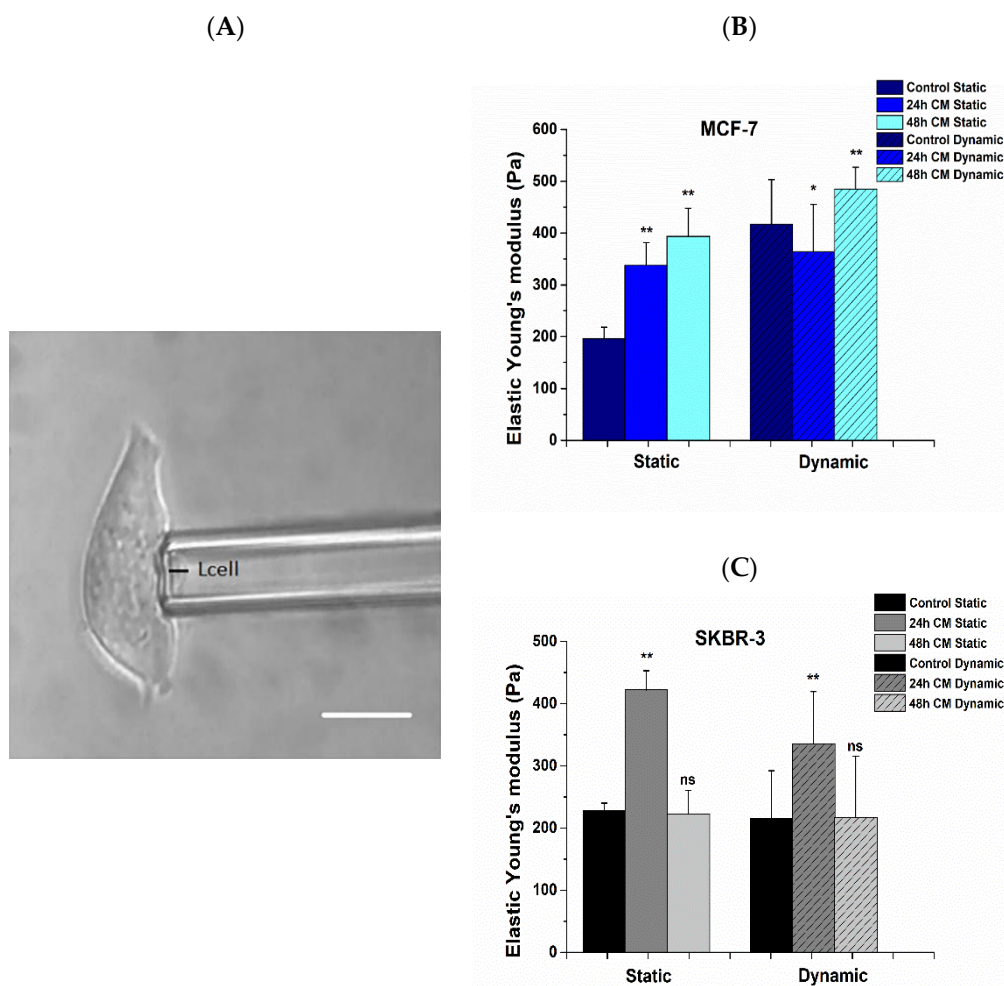 (A)
Lcell
(B)
Control Static
24h CM Static
48h CM Static
Control Dynamic
24h CM Dynamic
48h CM Dynamic
MCF-7
Elastic Young's modulus (Pa)
600
500
400
300
200
100
0
**
**
*
**
Static Dynamic
(C)
Control Static
24h CM Static
48h CM Static
Control Dynamic
24h CM Dynamic
48h CM Dynamic
SKBR-3
Elastic Young's modulus (Pa)
500
400
300
200
100
0
**
ns
**
ns
Static Dynamic